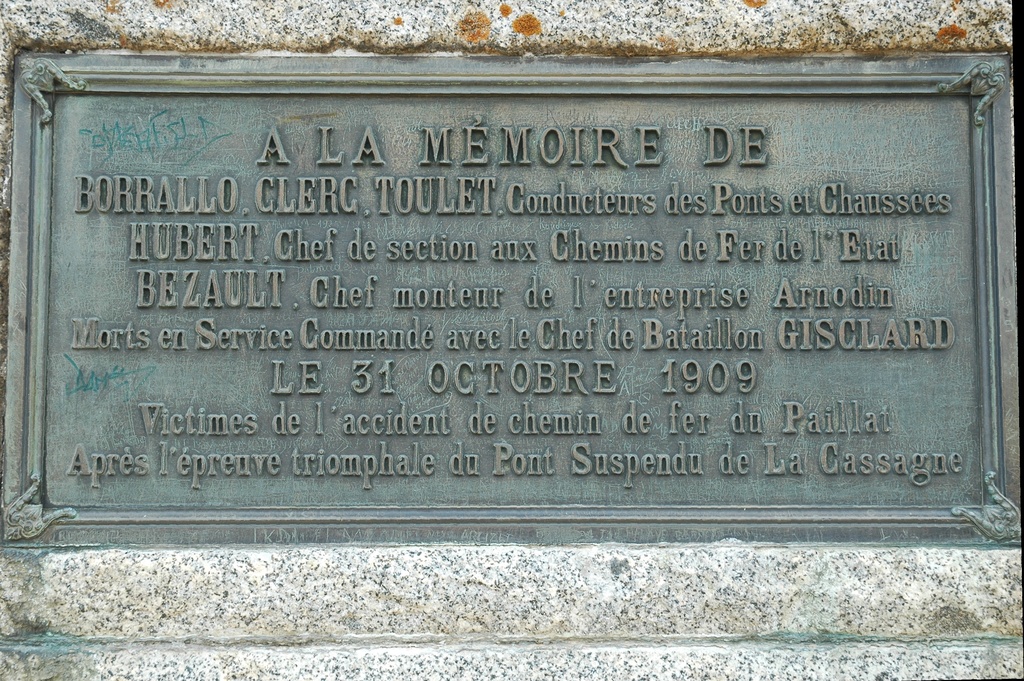 A LA MÉMOIRE DE
BORRALLO, CLERC, TOULET, Conducteurs des Ponts et Chaussées
HUBERT, Chef de section aux Chemins de Fer de l'Etat
BEZAULT, Chef monteur de l'entreprise Arnodin
Morts en Service Commandé avec le Chef de Bataillon GISCLARD
LE 31 OCTOBRE 1909
Victimes de l'accident de chemin de fer du Paillat
Après l'épreuve triomphale du Pont Suspendu de La Cassagne